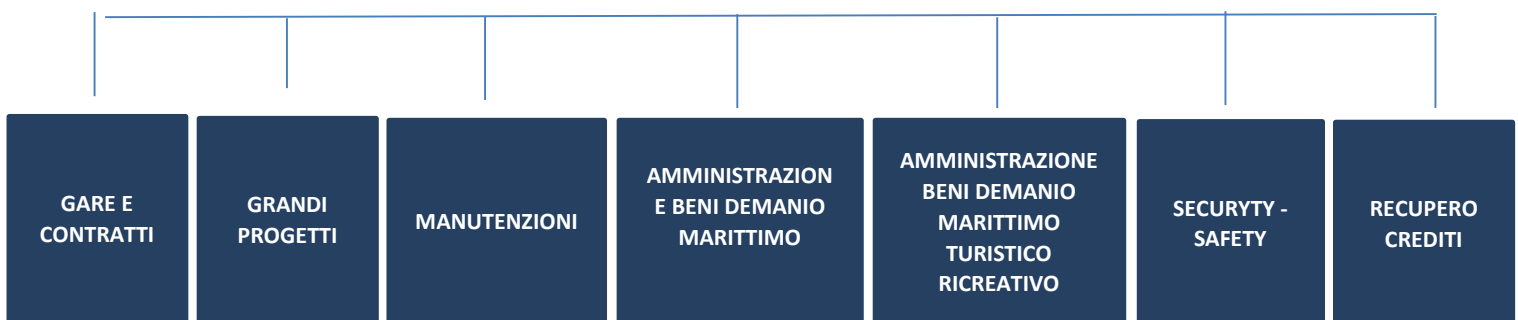 GARE E
CONTRATTI
GRANDI
PROGETTI
MANUTENZIONI
AMMINISTRAZION
E BENI DEMANIO
MARITTIMO
AMMINISTRAZIONE
BENI DEMANIO
MARITTIMO
TURISTICO
RICREATIVO
SECURYTY -
SAFETY
RECUPERO
CREDITI